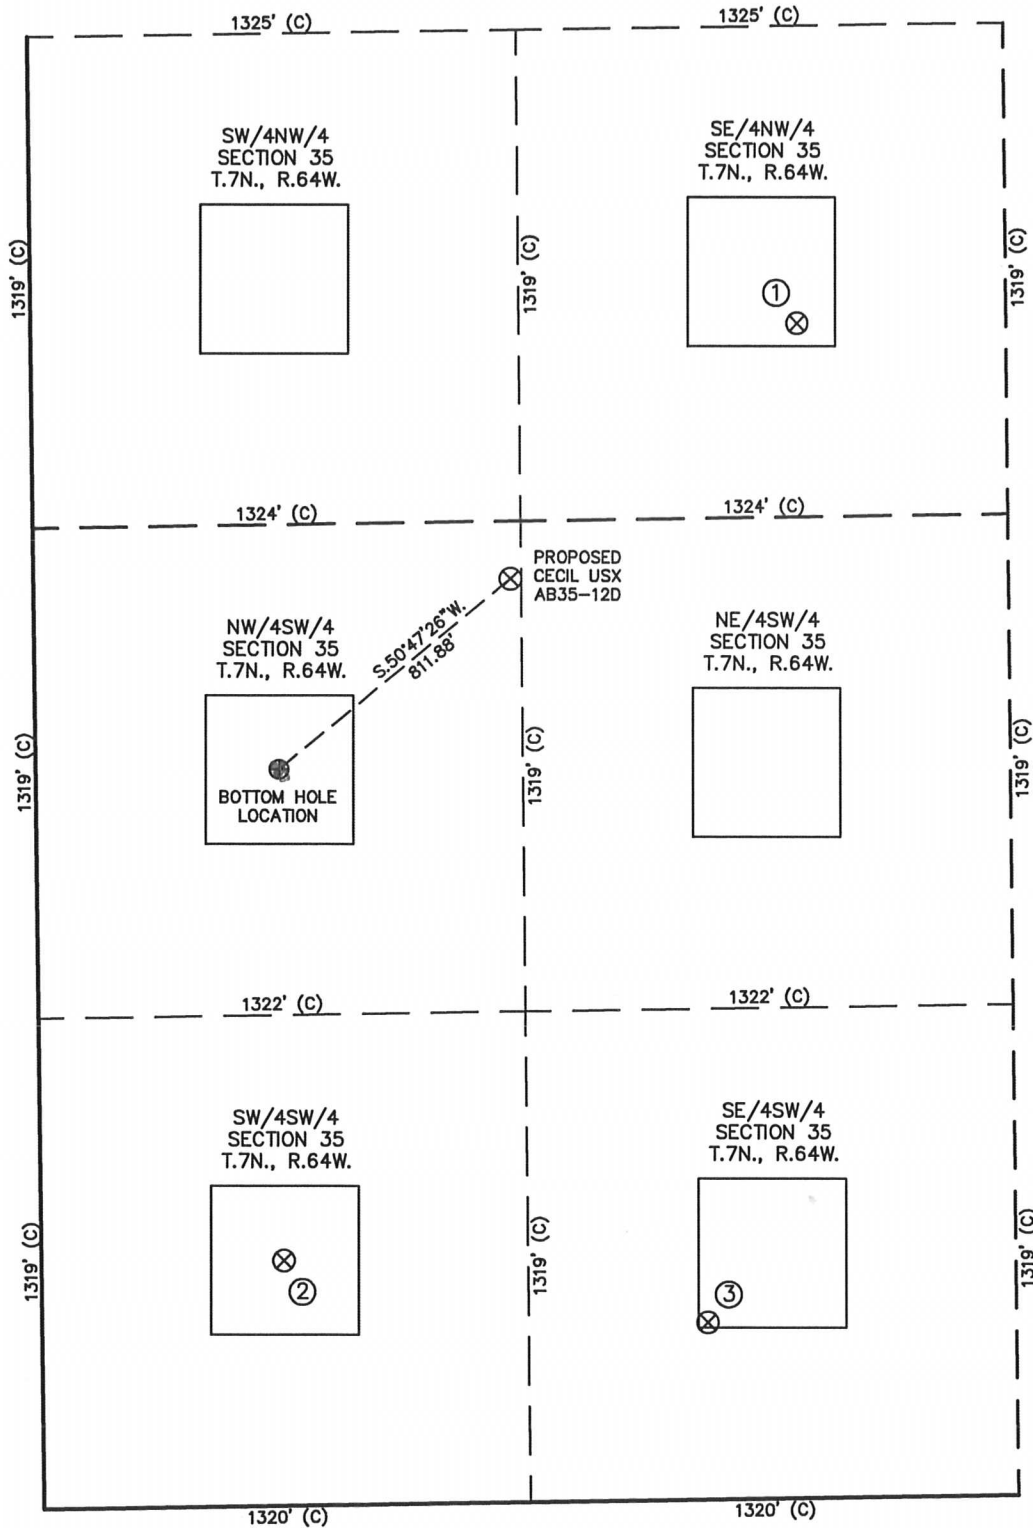 1325' (C)
1325' (C)
SW/4NW/4
SECTION 35
T.7N., R.64W.
SE/4NW/4
SECTION 35
T.7N., R.64W.
1319' (C)
1319' (C)
1319' (C)
1
1324' (C)
1324' (C)
PROPOSED
CECIL USX
AB35-12D
S.50°47'26"W.
811.88'
NW/4SW/4
SECTION 35
T.7N., R.64W.
NE/4SW/4
SECTION 35
T.7N., R.64W.
1319' (C)
1319' (C)
1319' (C)
BOTTOM HOLE
LOCATION
1322' (C)
1322' (C)
SW/4SW/4
SECTION 35
T.7N., R.64W.
SE/4SW/4
SECTION 35
T.7N., R.64W.
1319' (C)
1319' (C)
1319' (C)
2
3
1320' (C)
1320' (C)